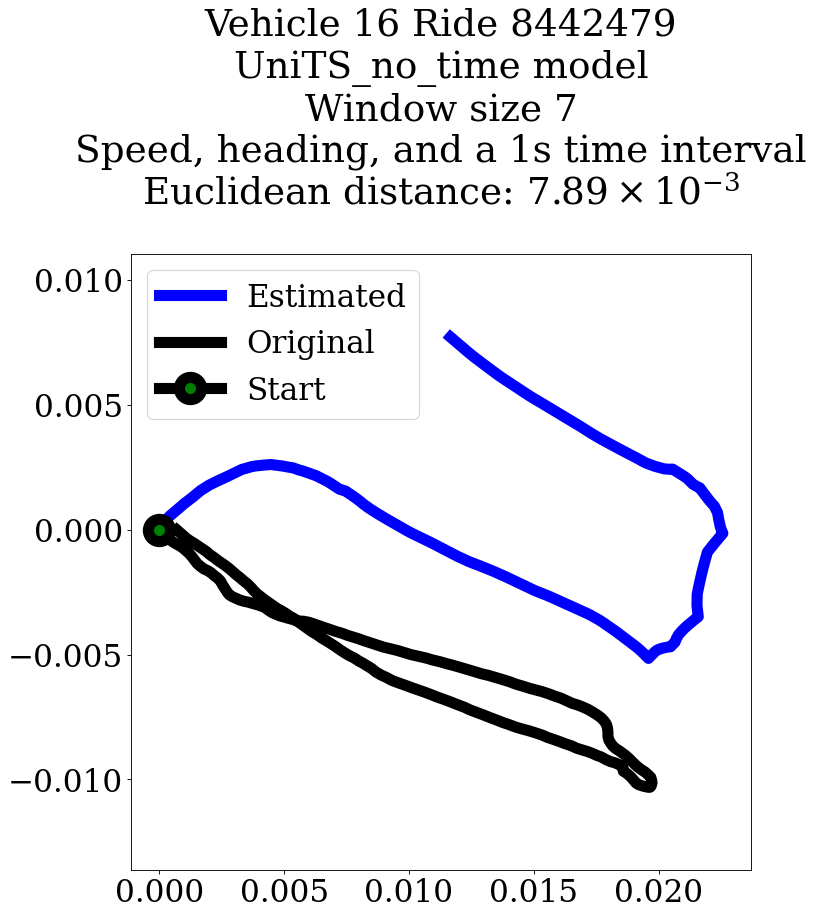 Vehicle 16 Ride 8442479
UniTS_no_time model
Window size 7
Speed, heading, and a 1s time interval
Euclidean distance: 7.89 × 10⁻³
Estimated
Original
Start
0.010
0.005
0.000
−0.005
−0.010
0.000 0.005 0.010 0.015 0.020